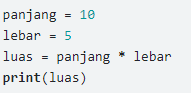 panjang = 10
lebar = 5
luas = panjang * lebar
print(luas)